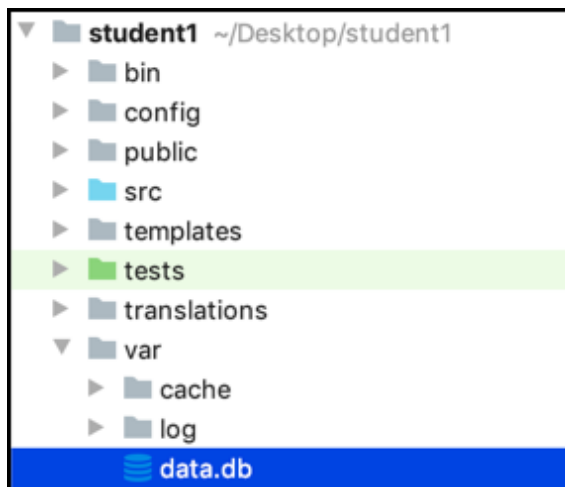 student1 ~/Desktop/student1
bin
config
public
src
templates
tests
translations
var
cache
log
data.db